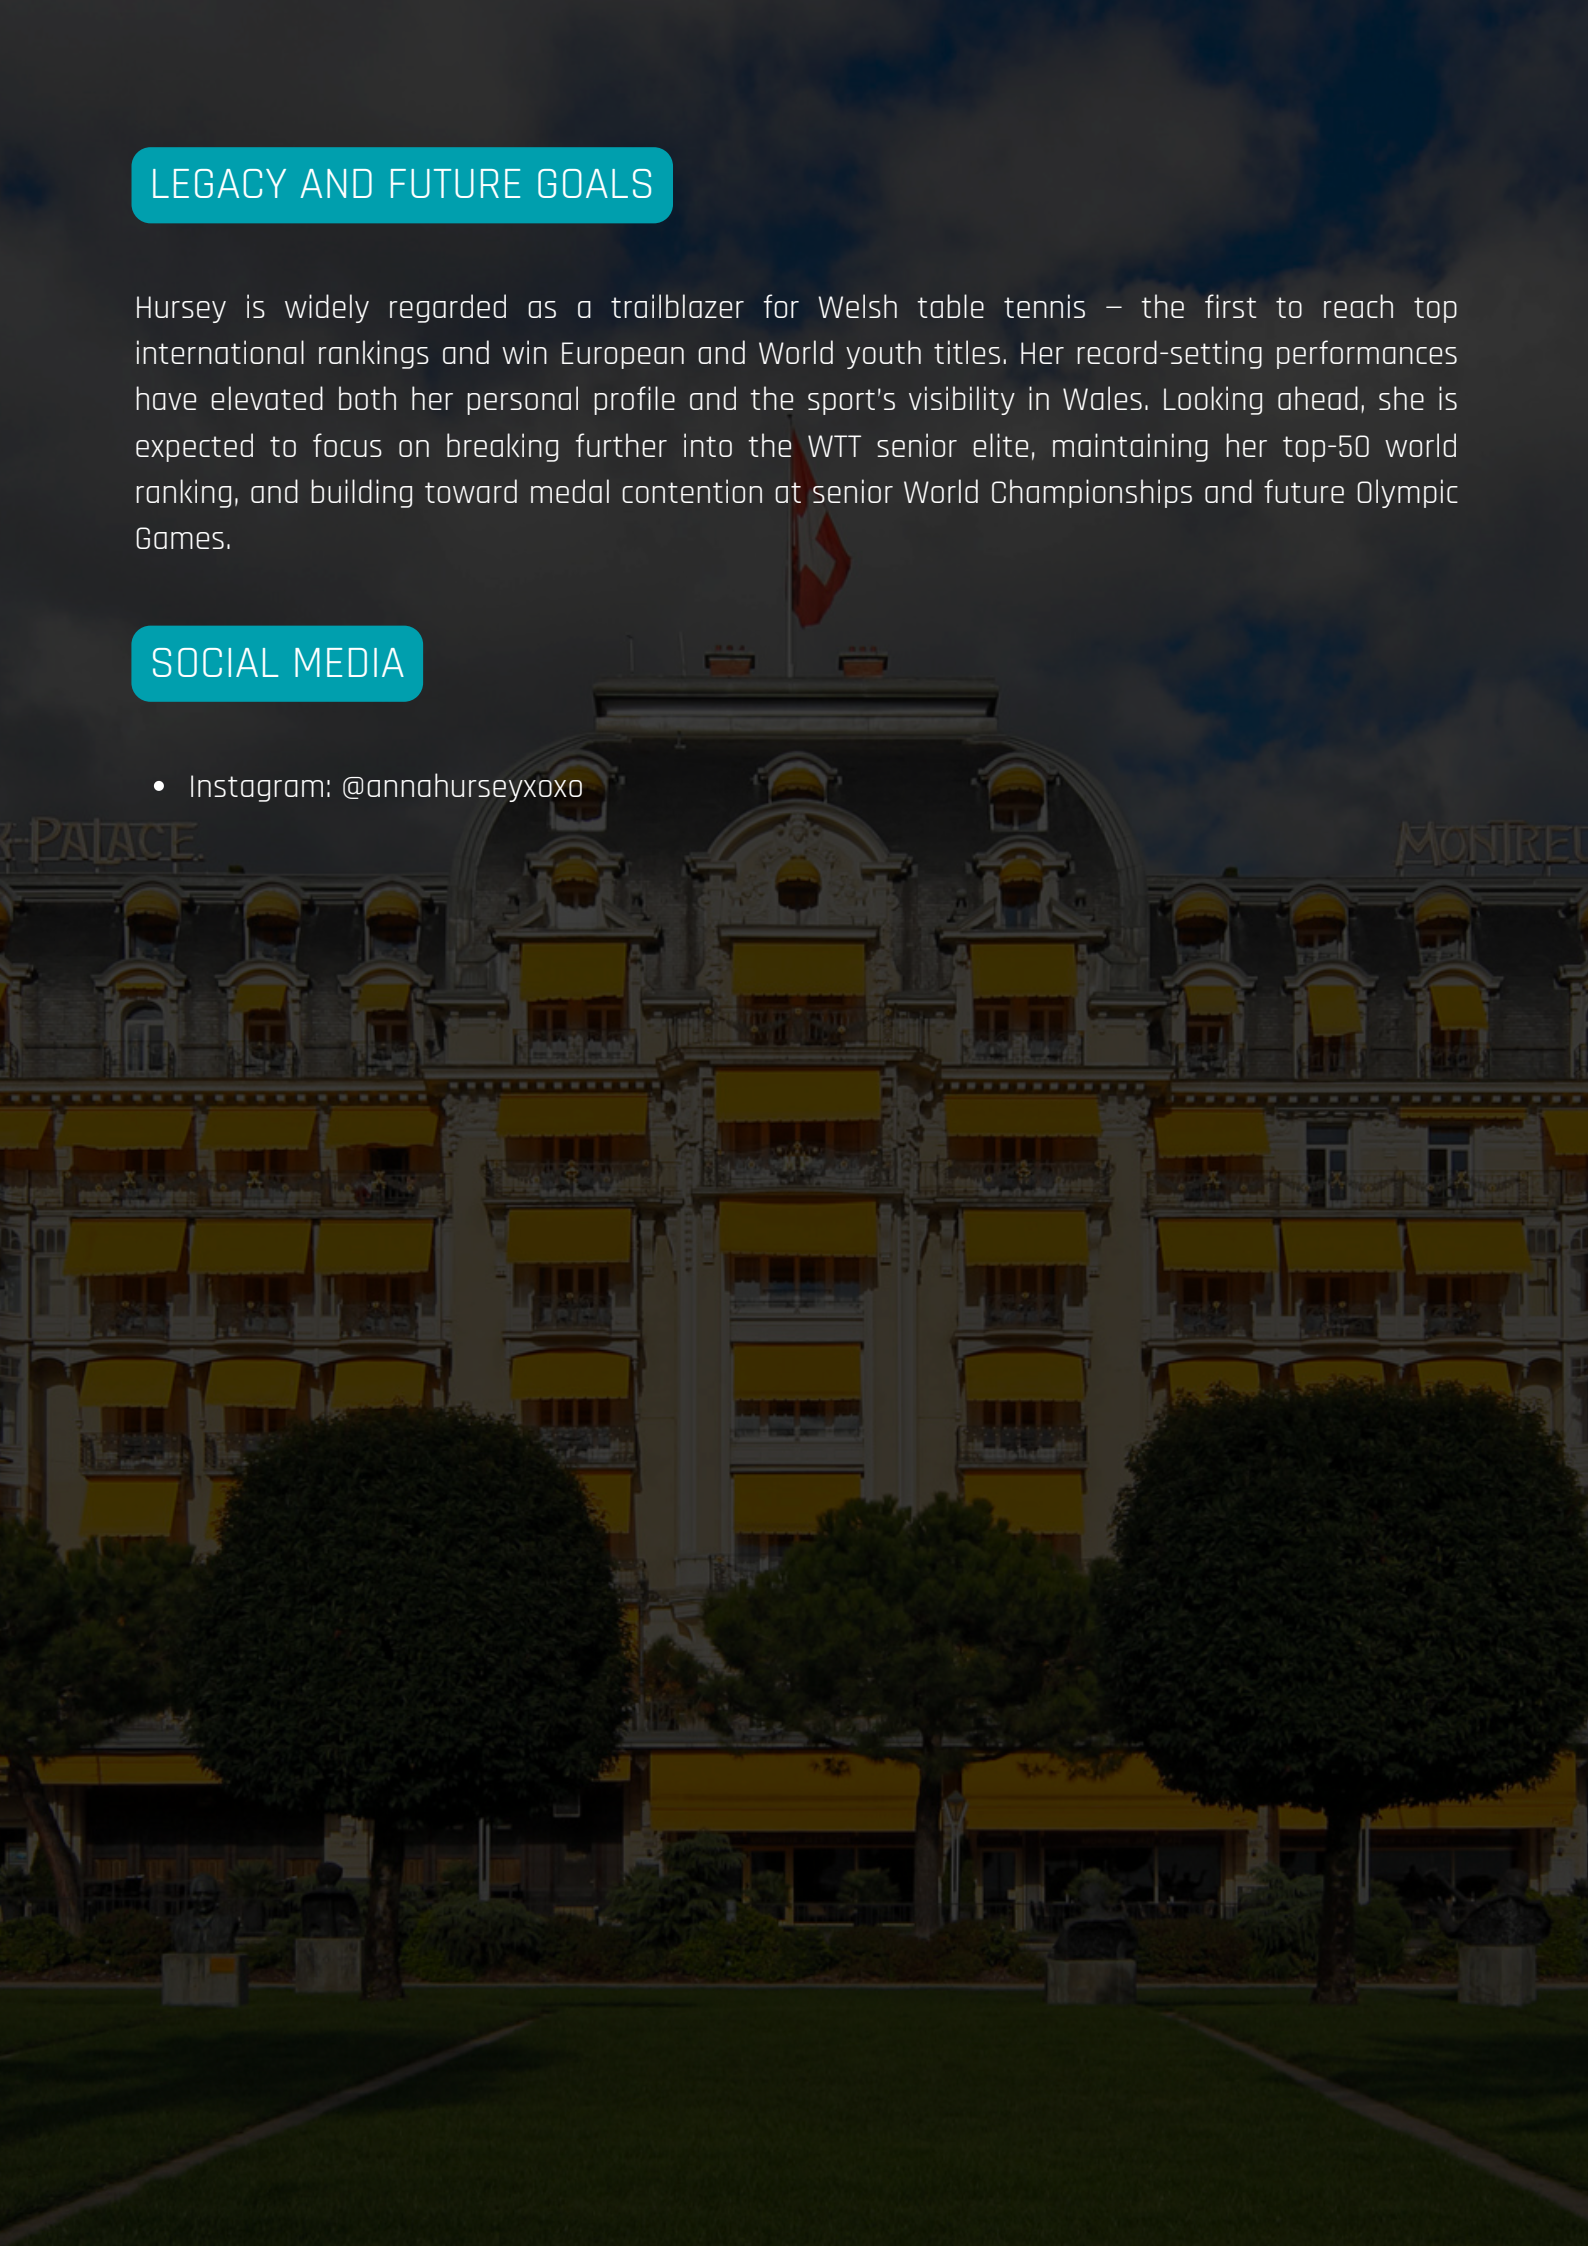 LEGACY AND FUTURE GOALS
Hursey is widely regarded as a trailblazer for Welsh table tennis – the first to reach top
international rankings and win European and World youth titles. Her record-setting performances
have elevated both her personal profile and the sport's visibility in Wales. Looking ahead, she is
expected to focus on breaking further into the WTT senior elite, maintaining her top-50 world
ranking, and building toward medal contention at senior World Championships and future Olympic
Games.
SOCIAL MEDIA
• Instagram: @annahurseyxoxo
PALACE
MONTREU